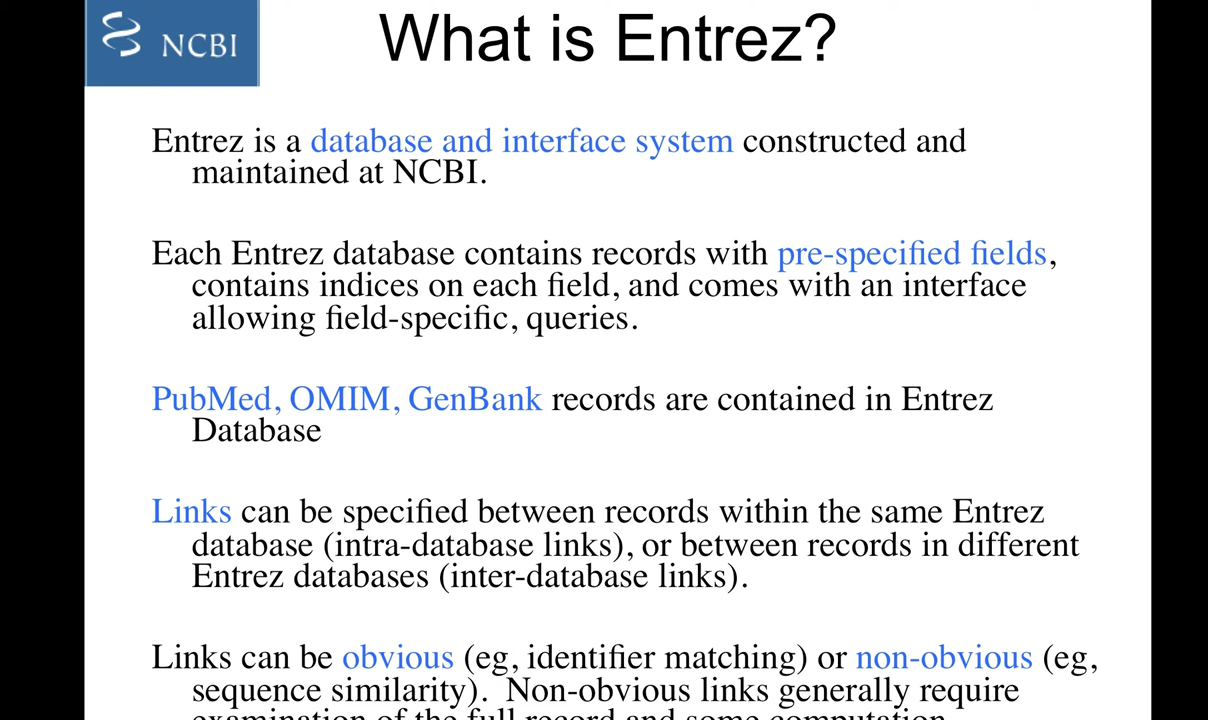 NCBI
What is Entrez?
Entrez is a database and interface system constructed and
maintained at NCBI.
Each Entrez database contains records with pre-specified fields,
contains indices on each field, and comes with an interface
allowing field-specific, queries.
PubMed, OMIM, GenBank records are contained in Entrez
Database
Links can be specified between records within the same Entrez
database (intra-database links), or between records in different
Entrez databases (inter-database links).
Links can be obvious (eg, identifier matching) or non-obvious (eg,
sequence similarity).  Non-obvious links generally require
examination of the full record and some computation